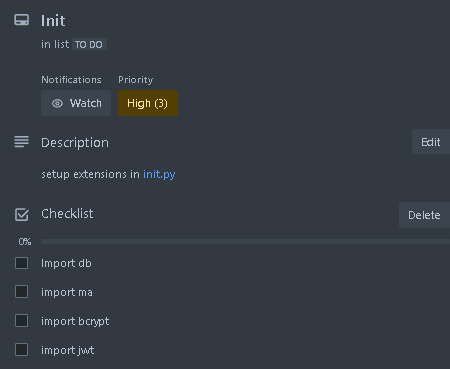 Init
in list TO DO
Notifications Priority
Watch High (3)
Description Edit
setup extensions in init.py
Checklist Delete
0%
Import db
import ma
import bcrypt
import jwt